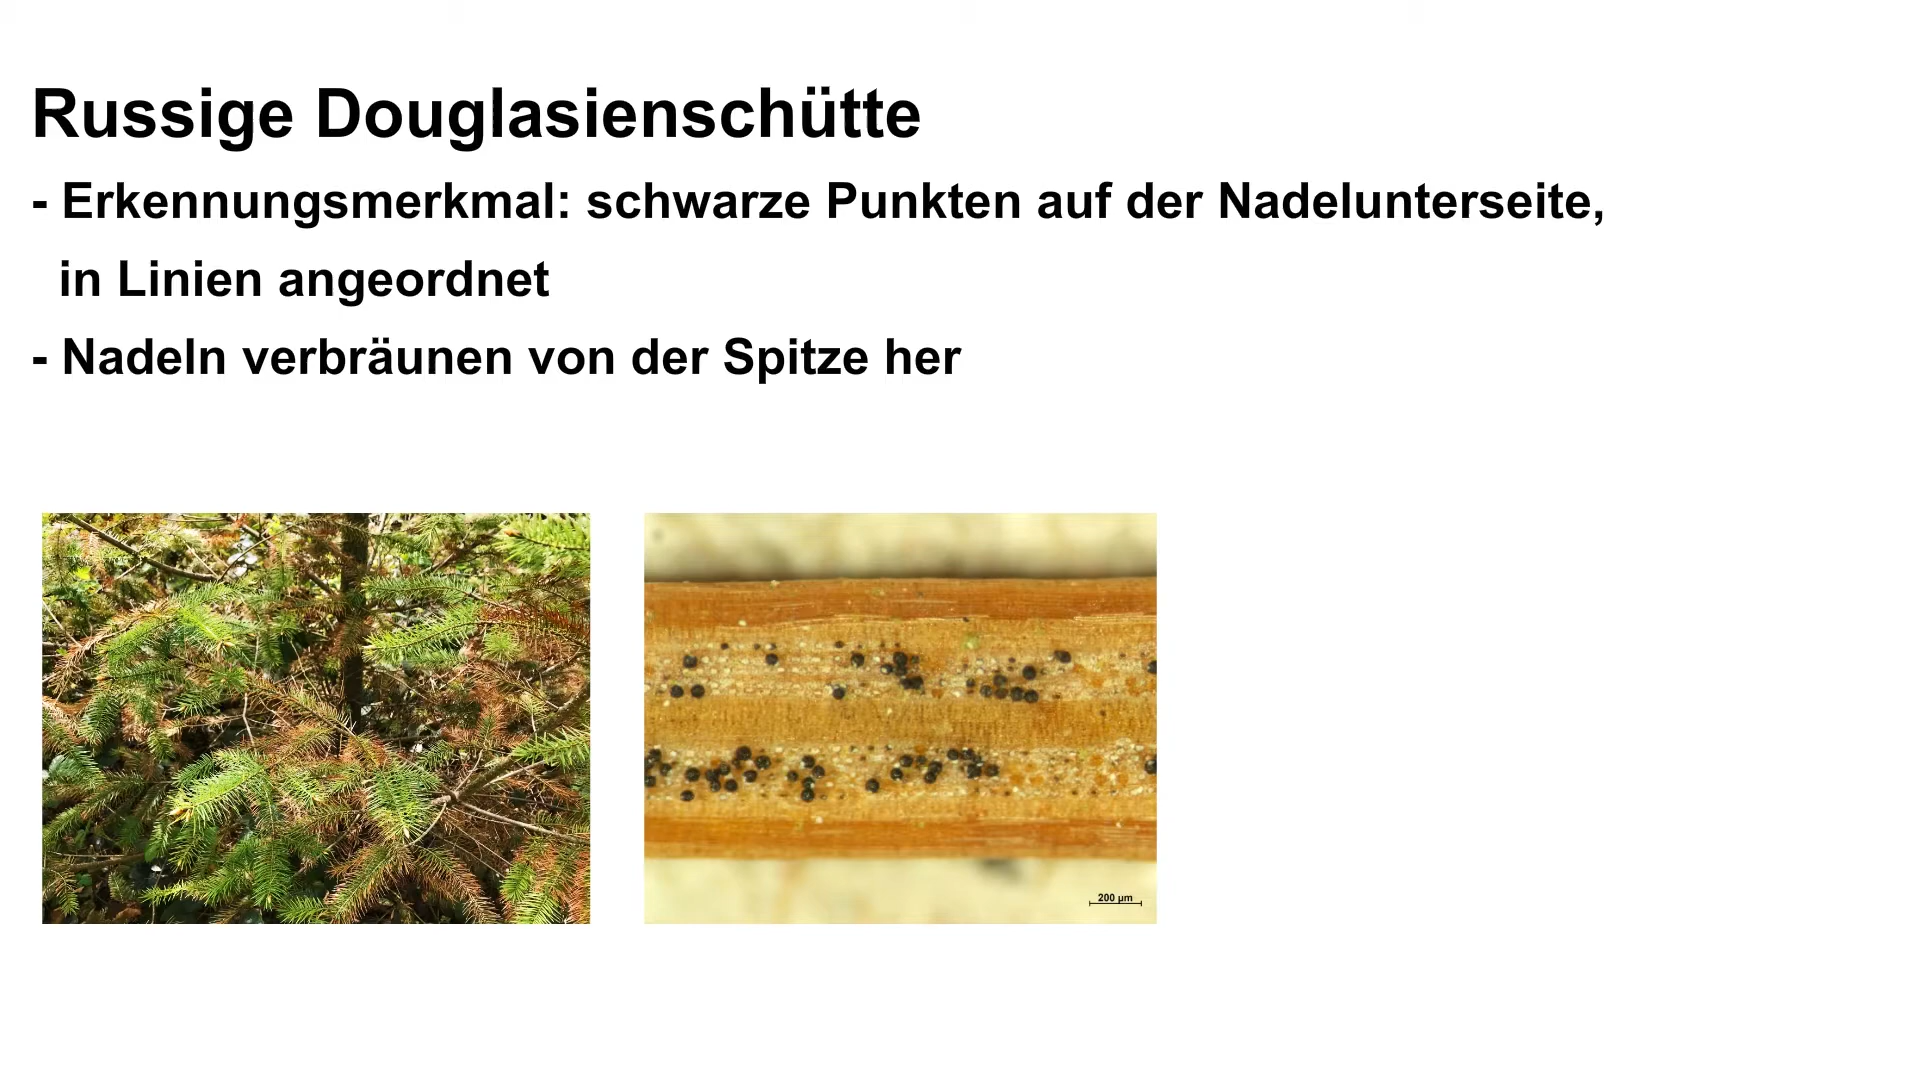 Russige Douglasienschütte
- Erkennungsmerkmal: schwarze Punkten auf der Nadelunterseite,
in Linien angeordnet
- Nadeln verbräunen von der Spitze her
200 µm